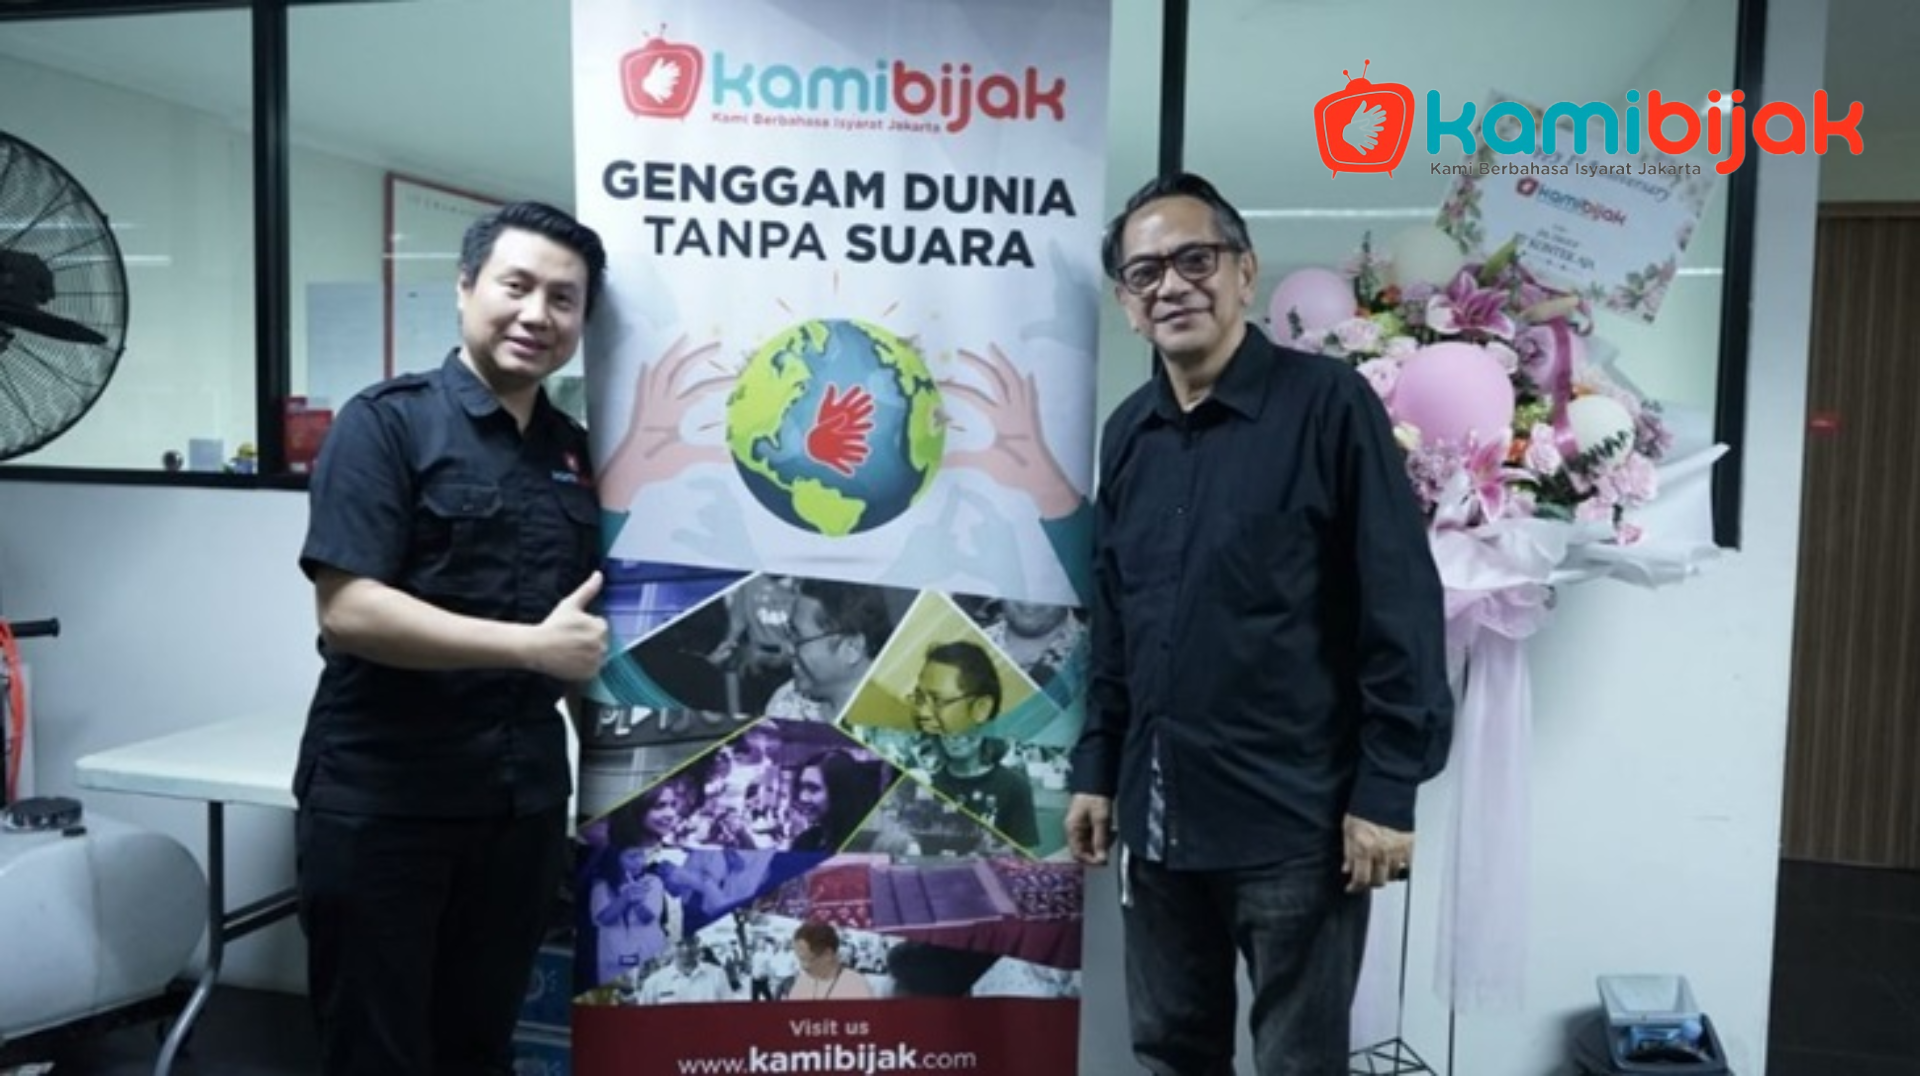 kamibijak
Kami Berbahasa Isyarat Jakarta
GENGGAM DUNIA
TANPA SUARA
Visit us
www.kamibijak.com
kamibijak
Kami Berbahasa Isyarat Jakarta
kamibijak